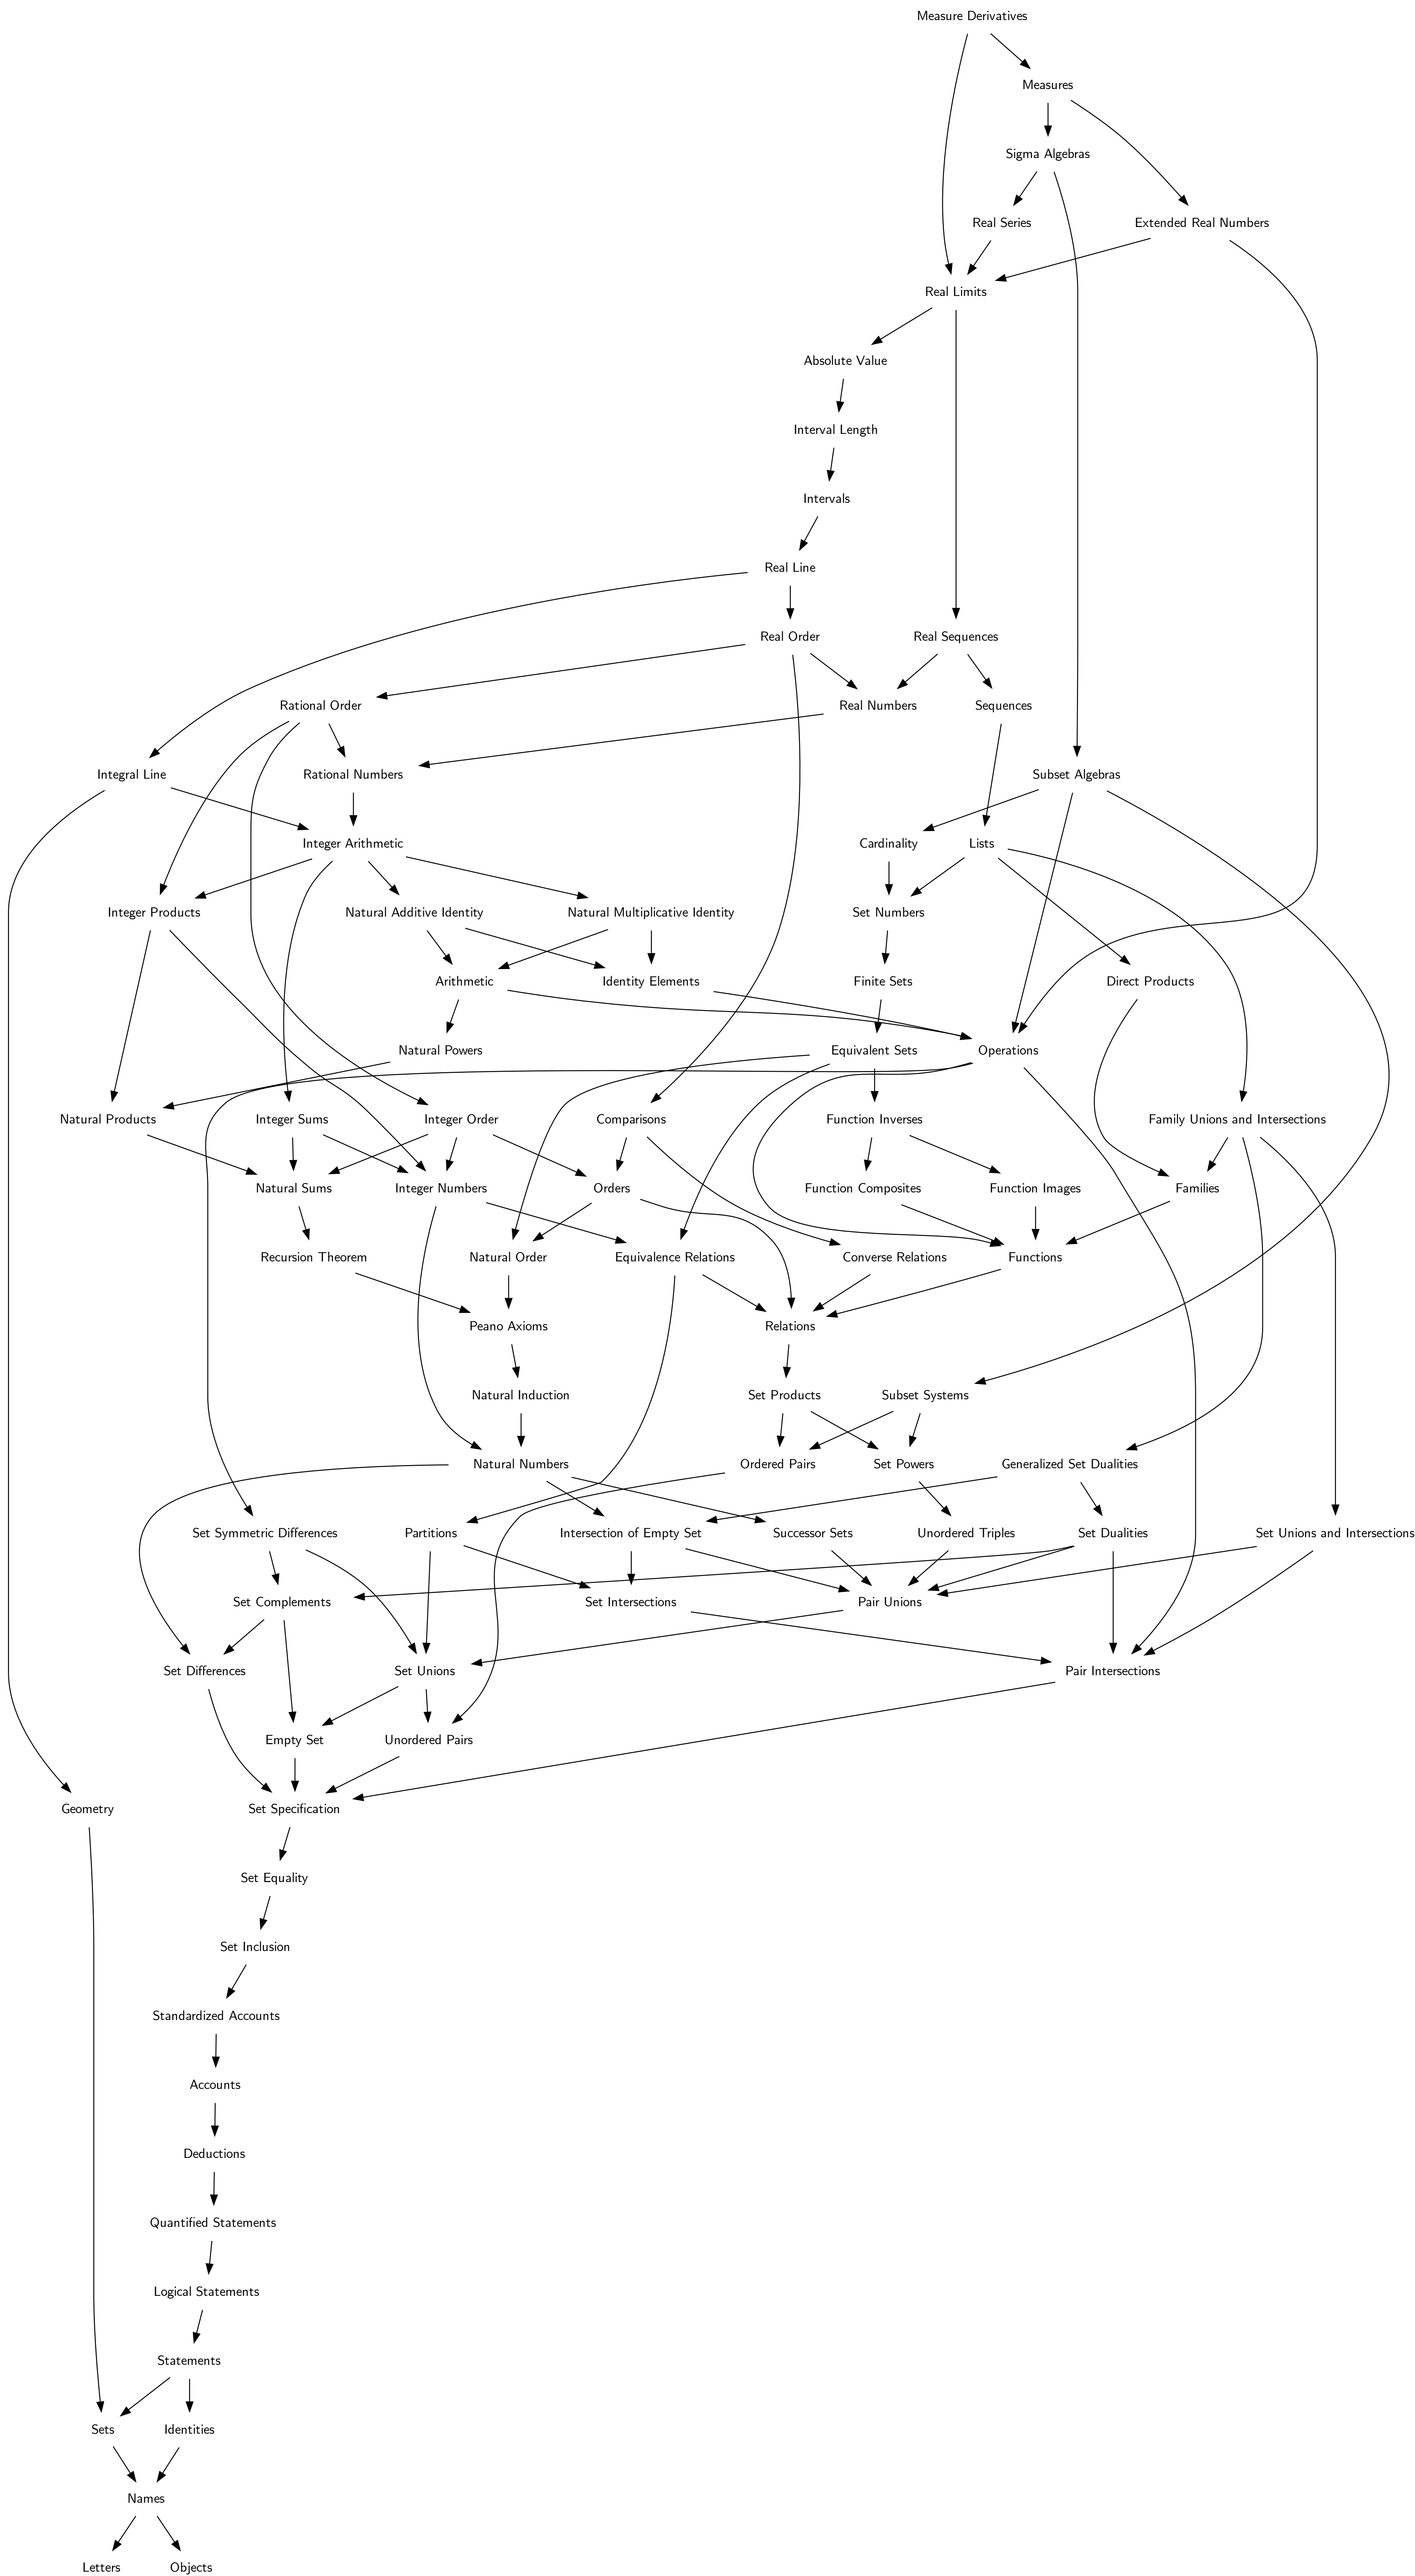 Measure Derivatives
Measures
Sigma Algebras
Real Series
Extended Real Numbers
Real Limits
Absolute Value
Interval Length
Intervals
Real Line
Real Order
Real Sequences
Rational Order
Real Numbers
Sequences
Integral Line
Rational Numbers
Subset Algebras
Integer Arithmetic
Cardinality
Lists
Integer Products
Natural Additive Identity
Natural Multiplicative Identity
Set Numbers
Arithmetic
Identity Elements
Finite Sets
Direct Products
Natural Powers
Equivalent Sets
Operations
Natural Products
Integer Sums
Integer Order
Comparisons
Function Inverses
Family Unions and Intersections
Natural Sums
Integer Numbers
Orders
Function Composites
Function Images
Families
Recursion Theorem
Natural Order
Equivalence Relations
Converse Relations
Functions
Peano Axioms
Relations
Natural Induction
Set Products
Subset Systems
Natural Numbers
Ordered Pairs
Set Powers
Generalized Set Dualities
Set Symmetric Differences
Partitions
Intersection of Empty Set
Successor Sets
Unordered Triples
Set Dualities
Set Unions and Intersections
Set Complements
Set Intersections
Pair Unions
Set Differences
Set Unions
Pair Intersections
Empty Set
Unordered Pairs
Geometry
Set Specification
Set Equality
Set Inclusion
Standardized Accounts
Accounts
Deductions
Quantified Statements
Logical Statements
Statements
Sets
Identities
Names
Letters
Objects